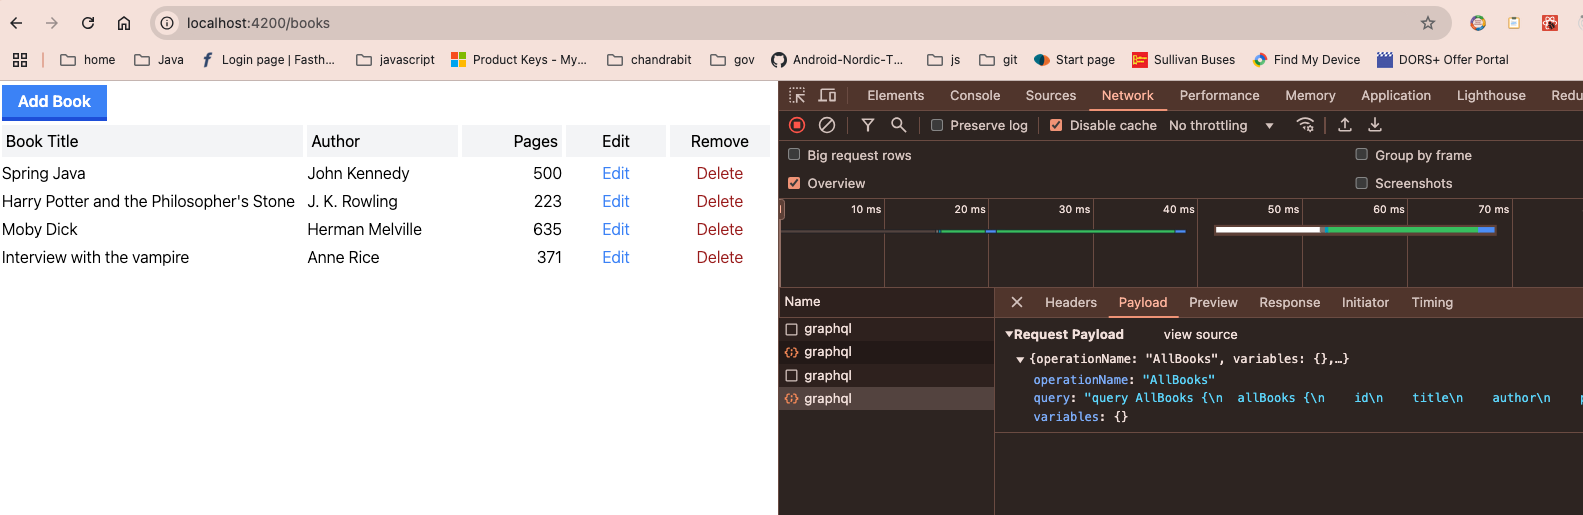 localhost:4200/books
home Java Login page | Fasth... javascript Product Keys - My... chandrabit gov Android-Nordic-T... js git Start page Sullivan Buses Find My Device DORS+ Offer Portal
Add Book
Book Title Author Pages Edit Remove
Spring Java John Kennedy 500 Edit Delete
Harry Potter and the Philosopher's Stone J. K. Rowling 223 Edit Delete
Moby Dick Herman Melville 635 Edit Delete
Interview with the vampire Anne Rice 371 Edit Delete
Elements Console Sources Network Performance Memory Application Lighthouse Redu
Preserve log Disable cache No throttling
Big request rows Group by frame
Overview Screenshots
10 ms 20 ms 30 ms 40 ms 50 ms 60 ms 70 ms
Name
graphql
graphql
graphql
graphql
Headers Payload Preview Response Initiator Timing
Request Payload view source
{operationName: "AllBooks", variables: {},…}
operationName: "AllBooks"
query: "query AllBooks {\n  allBooks {\n    id\n    title\n    author\n    p
variables: {}